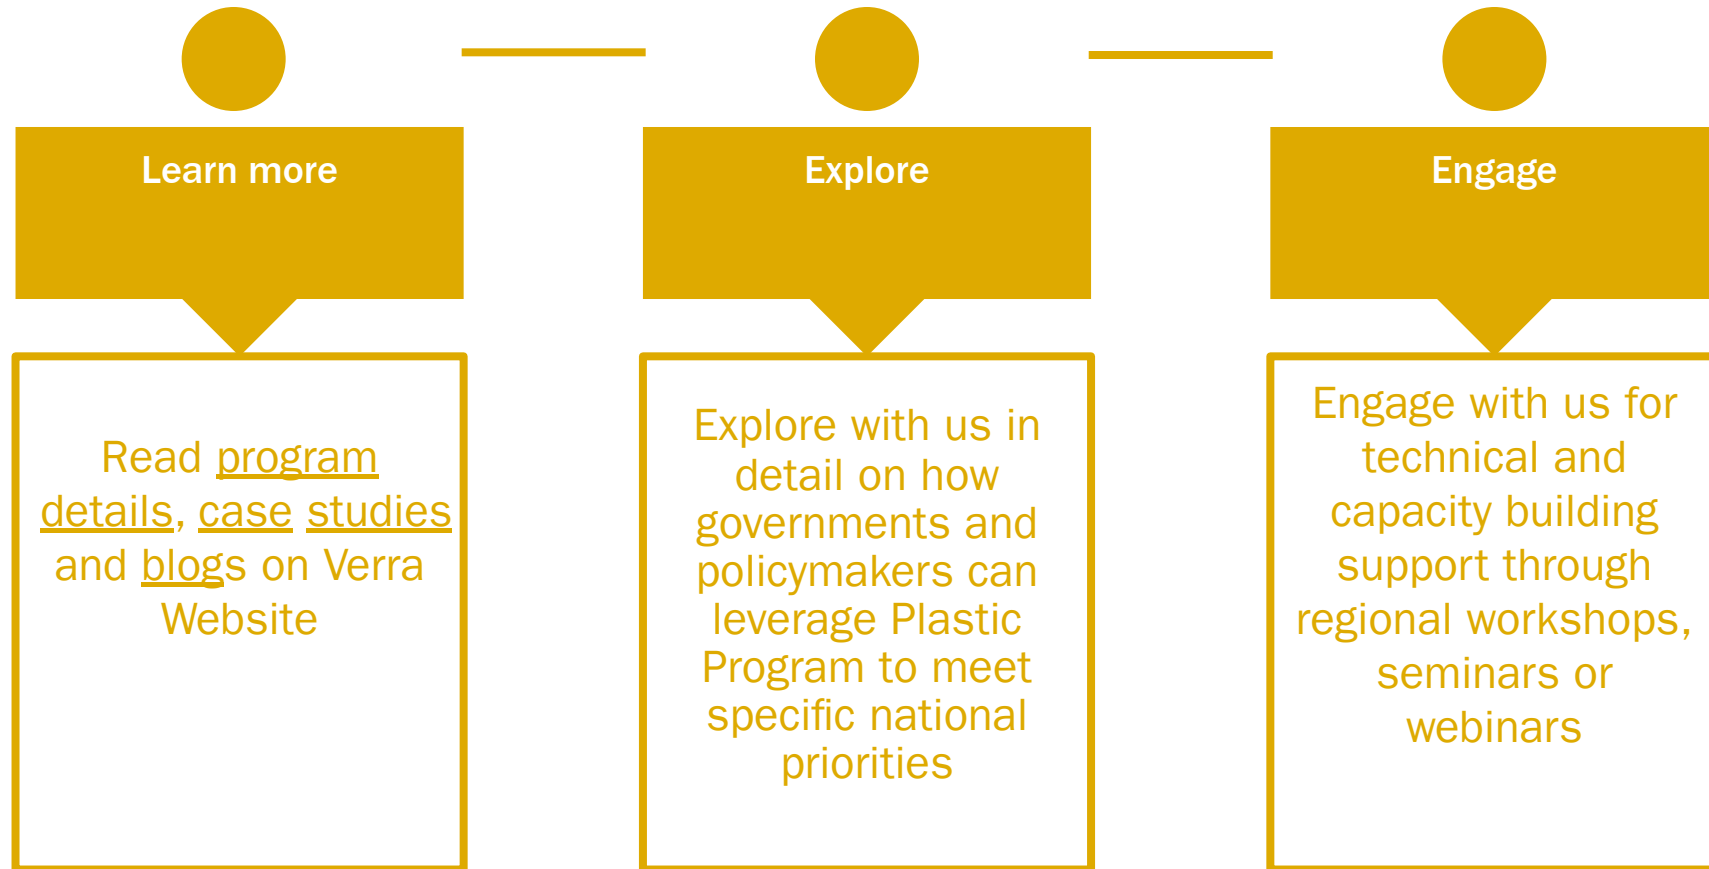 Learn more
Explore
Engage
Read program
details, case studies
and blogs on Verra
Website
Explore with us in
detail on how
governments and
policymakers can
leverage Plastic
Program to meet
specific national
priorities
Engage with us for
technical and
capacity building
support through
regional workshops,
seminars or
webinars